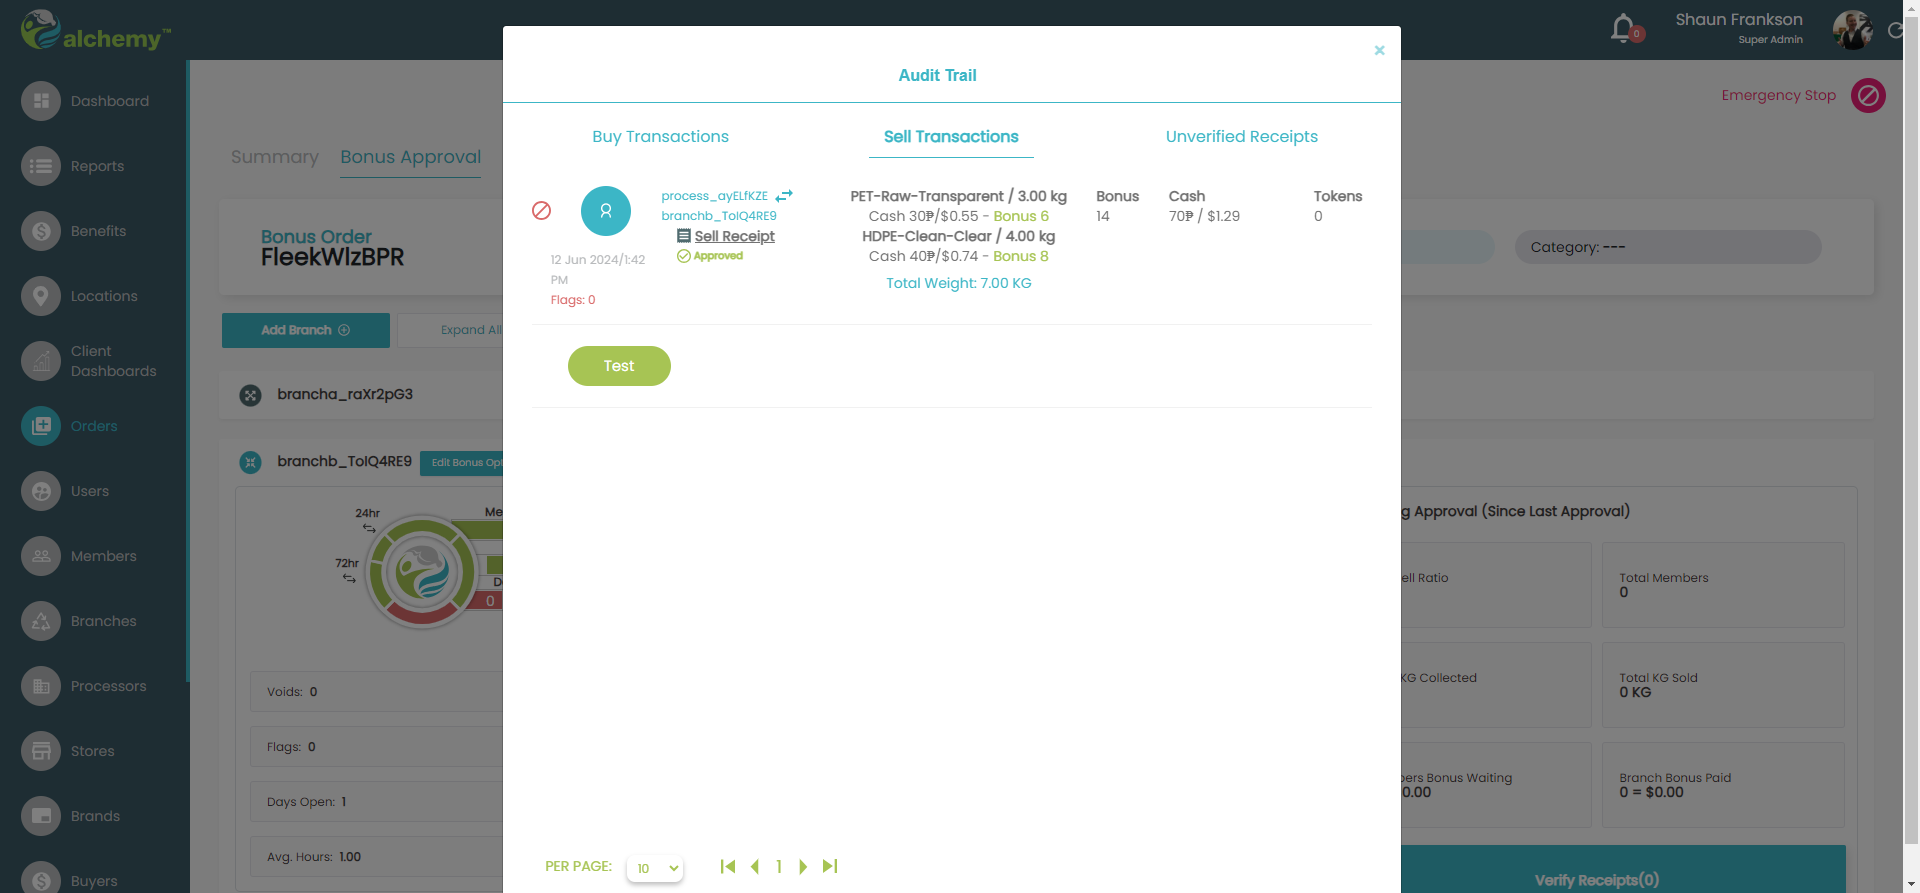 alchemy™
Shaun Frankson
Super Admin
0
Dashboard
Reports
Benefits
Locations
Client
Dashboards
Orders
Users
Members
Branches
Processors
Stores
Brands
Buyers
Emergency Stop
Summary
Bonus Approval
Bonus Order
FleekWlzBPR
Category: ---
Add Branch
Expand All
brancha_raXr2pG3
branchb_TolQ4RE9
Edit Bonus Opt
24hr
72hr
Me
D
0
Voids: 0
Flags: 0
Days Open: 1
Avg. Hours: 1.00
×
Audit Trail
Buy Transactions
Sell Transactions
Unverified Receipts
process_ayELfKZE
branchb_TolQ4RE9
Sell Receipt
Approved
12 Jun 2024/1:42
PM
Flags: 0
PET-Raw-Transparent / 3.00 kg
Cash 30₱/$0.55 - Bonus 6
HDPE-Clean-Clear / 4.00 kg
Cash 40₱/$0.74 - Bonus 8
Total Weight: 7.00 KG
Bonus
14
Cash
70₱ / $1.29
Tokens
0
Test
PER PAGE:
10
1
g Approval (Since Last Approval)
ell Ratio
Total Members
0
KG Collected
Total KG Sold
0 KG
bers Bonus Waiting
0.00
Branch Bonus Paid
0 = $0.00
Verify Receipts(0)